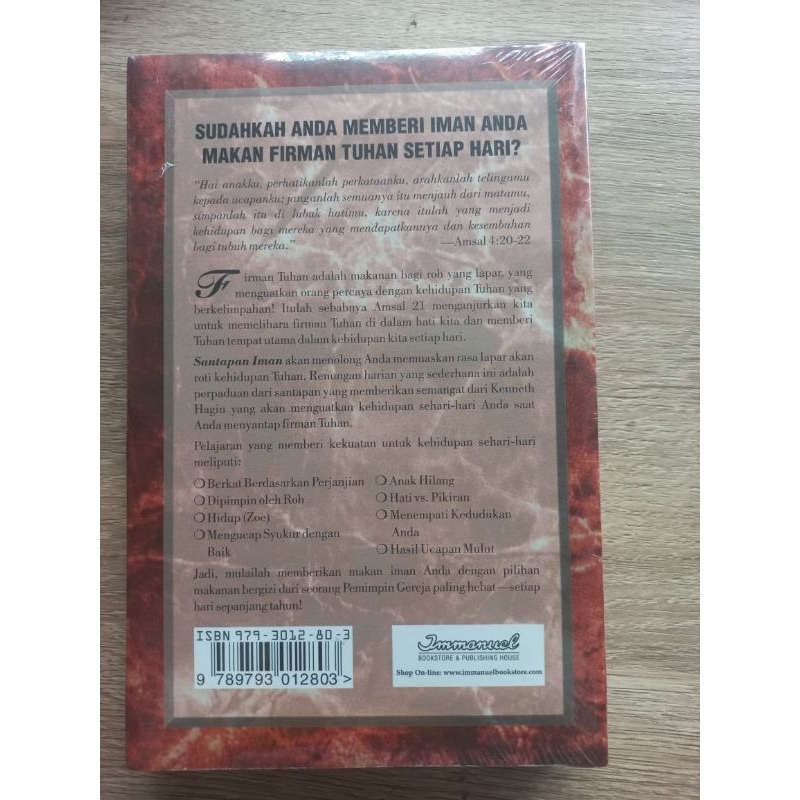 SUDAHKAH ANDA MEMBERI IMAN ANDA
MAKAN FIRMAN TUHAN SETIAP HARI?
“Hai anakku, perhatikanlah perkataanku, arahkanlah telingamu
kepada ucapanku; janganlah semuanya itu menjauh dari matamu,
simpanlah itu di lubuk hatimu, karena itulah yang menjadi
kehidupan bagi mereka yang mendapatkannya dan kesembuhan
bagi tubuh mereka.” —Amsal 4:20-22
Firman Tuhan adalah makanan bagi roh yang lapar, yang
menguatkan orang percaya dengan kehidupan Tuhan yang
berkelimpahan! Itulah sebabnya Amsal 21 menganjurkan kita
untuk memelihara firman Tuhan di dalam hati kita dan memberi
Tuhan tempat utama dalam kehidupan kita setiap hari.
Santapan Iman akan menolong Anda memuaskan rasa lapar akan
roti kehidupan Tuhan. Renungan harian yang sederhana ini adalah
perpaduan dari santapan yang memberikan semangat dari Kenneth
Hagin yang akan menguatkan kehidupan sehari-hari Anda saat
Anda menyantap firman Tuhan.
Pelajaran yang memberi kekuatan untuk kehidupan sehari-hari
meliputi:
❍ Berkat Berdasarkan Perjanjian
❍ Dipimpin oleh Roh
❍ Hidup (Zoe)
❍ Mengucap Syukur dengan
Baik
❍ Anak Hilang
❍ Hati vs. Pikiran
❍ Menempati Kedudukan
Anda
❍ Hasil Ucapan Mulut
Jadi, mulailah memberikan makan iman Anda dengan pilihan
makanan bergizi dari seorang Pemimpin Gereja paling hebat—setiap
hari sepanjang tahun!
ISBN 979-3012-80-3
9 789793 012803>
Immanuel
BOOKSTORE & PUBLISHING HOUSE
Shop On-line: www.immanuelbookstore.com